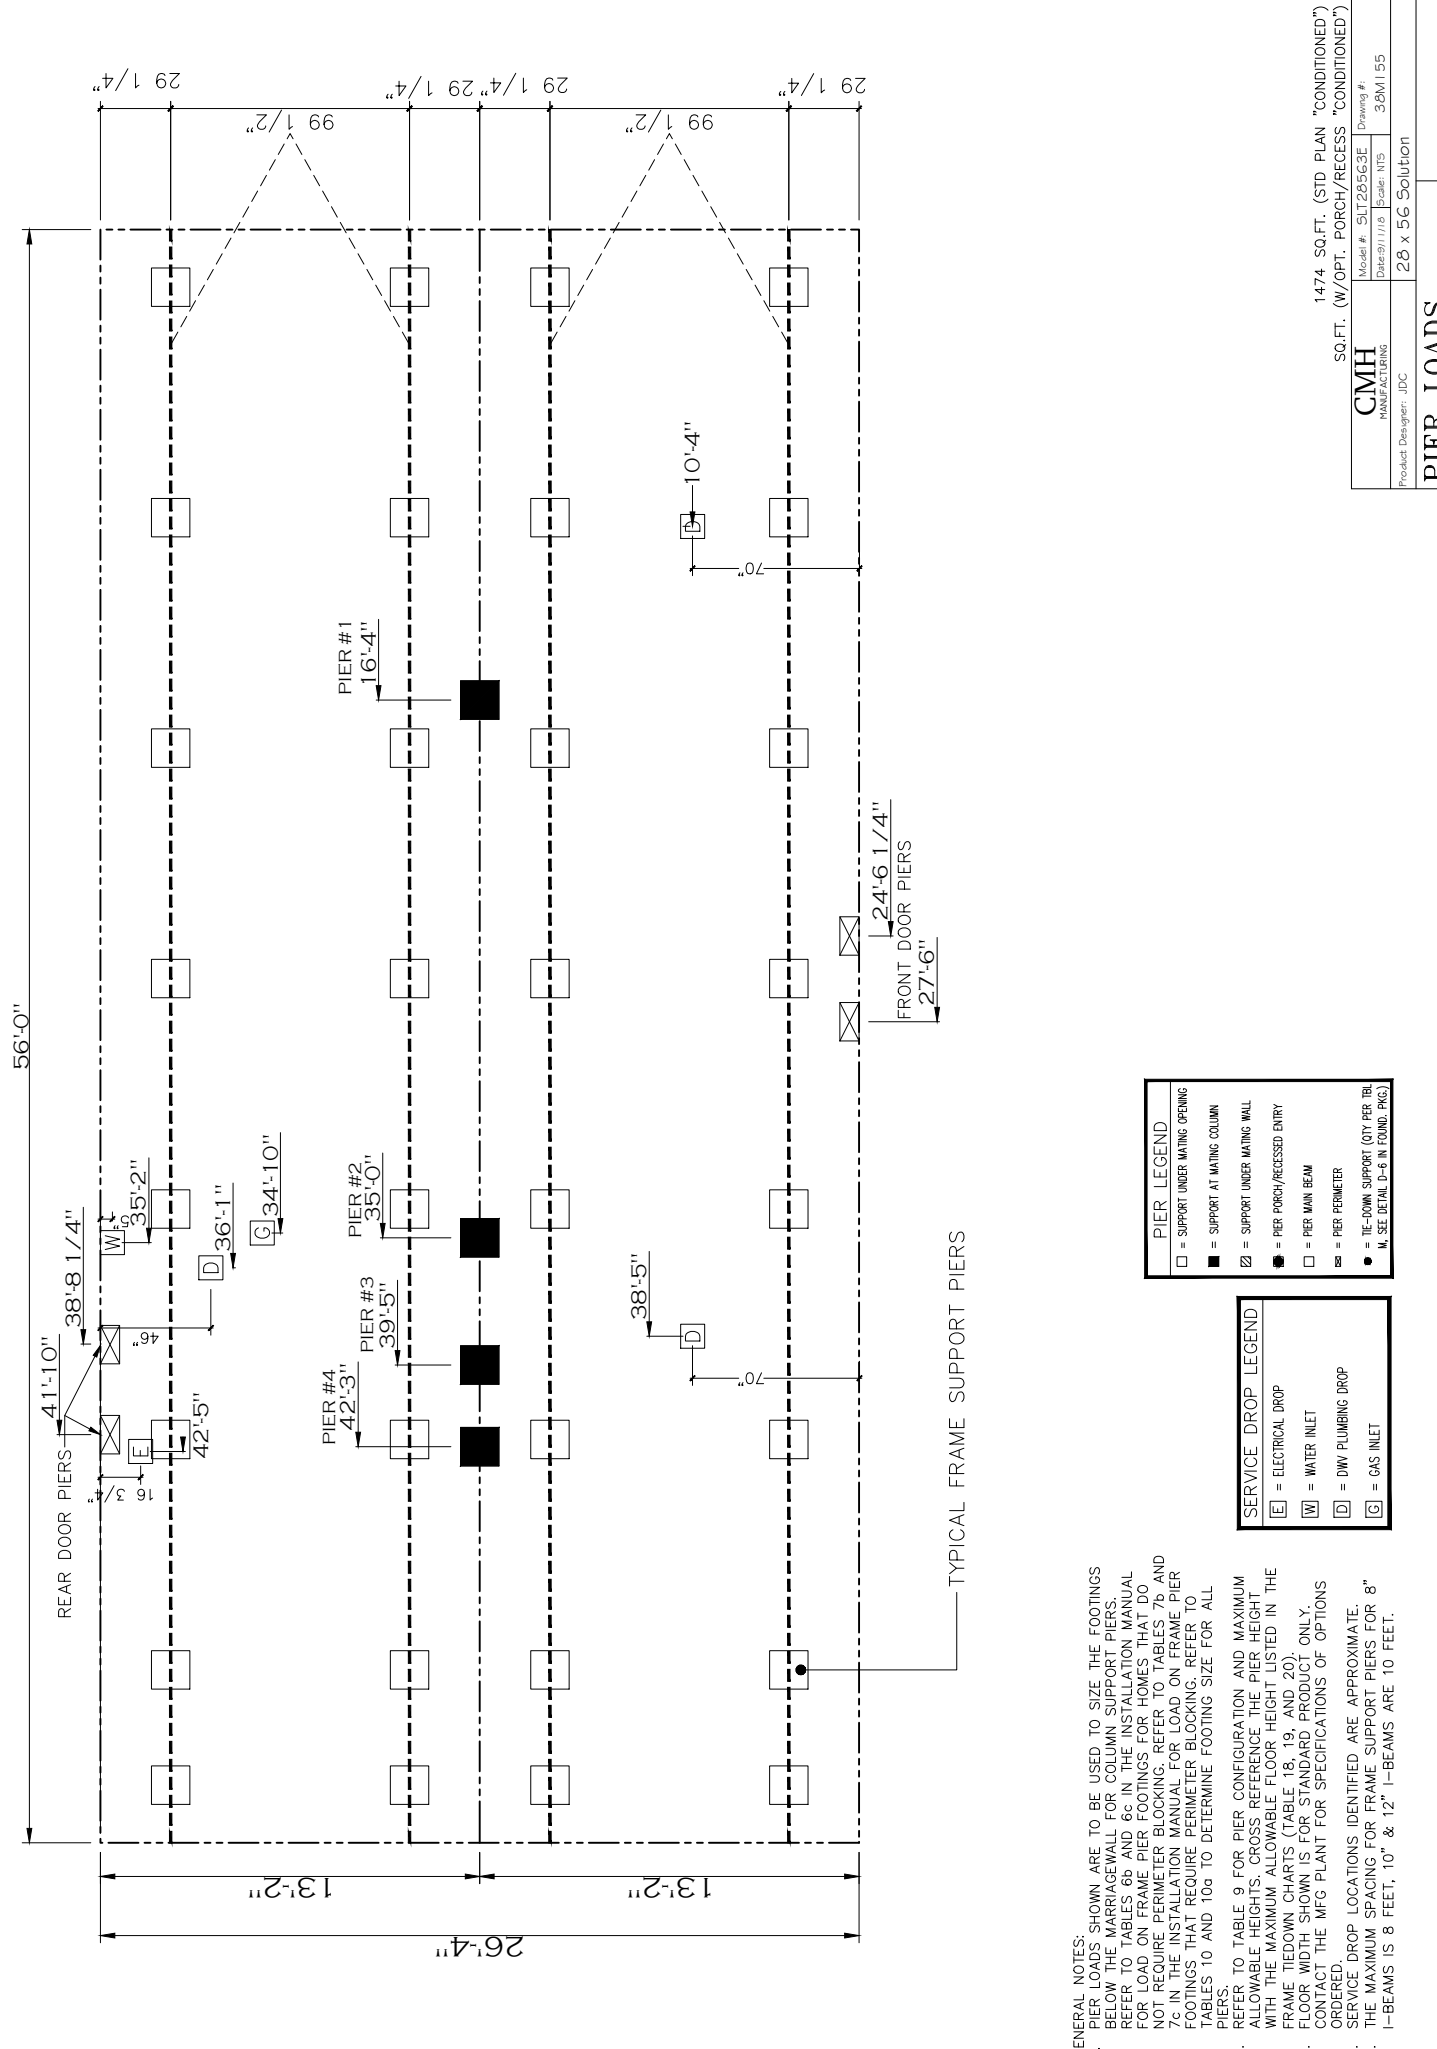 56'-0"
29 1/4"
99 1/2"
29 1/4"
29 1/4"
99 1/2"
29 1/4"
13'-2"
13'-2"
26'-4"
REAR DOOR PIERS
41'-10"
38'-8 1/4"
16 3/4"
E
42'-5"
46"
D
36'-1"
W
5"
35'-2"
G
34'-10"
PIER #4
42'-3"
PIER #3
39'-5"
PIER #2
35'-0"
PIER #1
16'-4"
D
38'-5"
70"
D
10'-4"
70"
24'-6 1/4"
FRONT DOOR PIERS
27'-6"
TYPICAL FRAME SUPPORT PIERS
ENERAL NOTES:
PIER LOADS SHOWN ARE TO BE USED TO SIZE THE FOOTINGS
BELOW THE MARRIAGEWALL FOR COLUMN SUPPORT PIERS.
REFER TO TABLES 6b AND 6c IN THE INSTALLATION MANUAL
FOR LOAD ON FRAME PIER FOOTINGS FOR HOMES THAT DO
NOT REQUIRE PERIMETER BLOCKING. REFER TO TABLES 7b AND
7c IN THE INSTALLATION MANUAL FOR LOAD ON FRAME PIER
FOOTINGS THAT REQUIRE PERIMETER BLOCKING. REFER TO
TABLES 10 AND 10a TO DETERMINE FOOTING SIZE FOR ALL
PIERS.
REFER TO TABLE 9 FOR PIER CONFIGURATION AND MAXIMUM
ALLOWABLE HEIGHTS. CROSS REFERENCE THE PIER HEIGHT
WITH THE MAXIMUM ALLOWABLE FLOOR HEIGHT LISTED IN THE
FRAME TIEDOWN CHARTS (TABLE 18, 19, AND 20).
FLOOR WIDTH SHOWN IS FOR STANDARD PRODUCT ONLY.
CONTACT THE MFG PLANT FOR SPECIFICATIONS OF OPTIONS
ORDERED.
SERVICE DROP LOCATIONS IDENTIFIED ARE APPROXIMATE.
THE MAXIMUM SPACING FOR FRAME SUPPORT PIERS FOR 8"
I-BEAMS IS 8 FEET, 10" & 12" I-BEAMS ARE 10 FEET.
SERVICE DROP LEGEND
E = ELECTRICAL DROP
W = WATER INLET
D = DWV PLUMBING DROP
G = GAS INLET
PIER LEGEND
= SUPPORT UNDER MATING OPENING
= SUPPORT AT MATING COLUMN
= SUPPORT UNDER MATING WALL
= PIER PORCH/RECESSED ENTRY
= PIER MAIN BEAM
= PIER PERIMETER
= TIE-DOWN SUPPORT (QTY PER TBL
M, SEE DETAIL D-6 IN FOUND. PKG.)
1474 SQ.FT. (STD PLAN "CONDITIONED")
SQ.FT. (W/OPT. PORCH/RECESS "CONDITIONED")
CMH
MANUFACTURING
Model #: SLT28563E
Drawing #:
38M155
Date:9/11/18
Scale: NTS
Product Designer: JDC
28 x 56 Solution
PIER LOADS